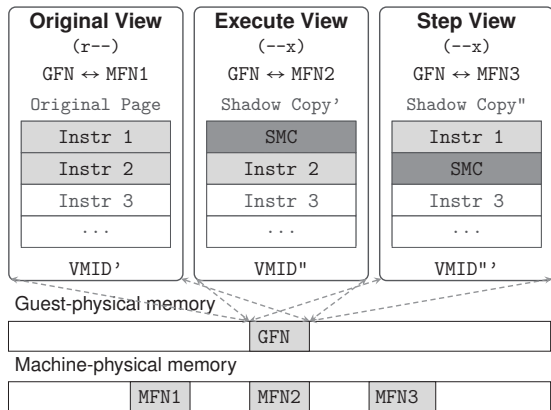 Original View
(r--)
GFN ↔ MFN1
Original Page
Instr 1
Instr 2
Instr 3
...
VMID'
Execute View
(--x)
GFN ↔ MFN2
Shadow Copy'
SMC
Instr 2
Instr 3
...
VMID"
Step View
(--x)
GFN ↔ MFN3
Shadow Copy"
Instr 1
SMC
Instr 3
...
VMID"'
Guest-physical memory
GFN
Machine-physical memory
MFN1 MFN2 MFN3